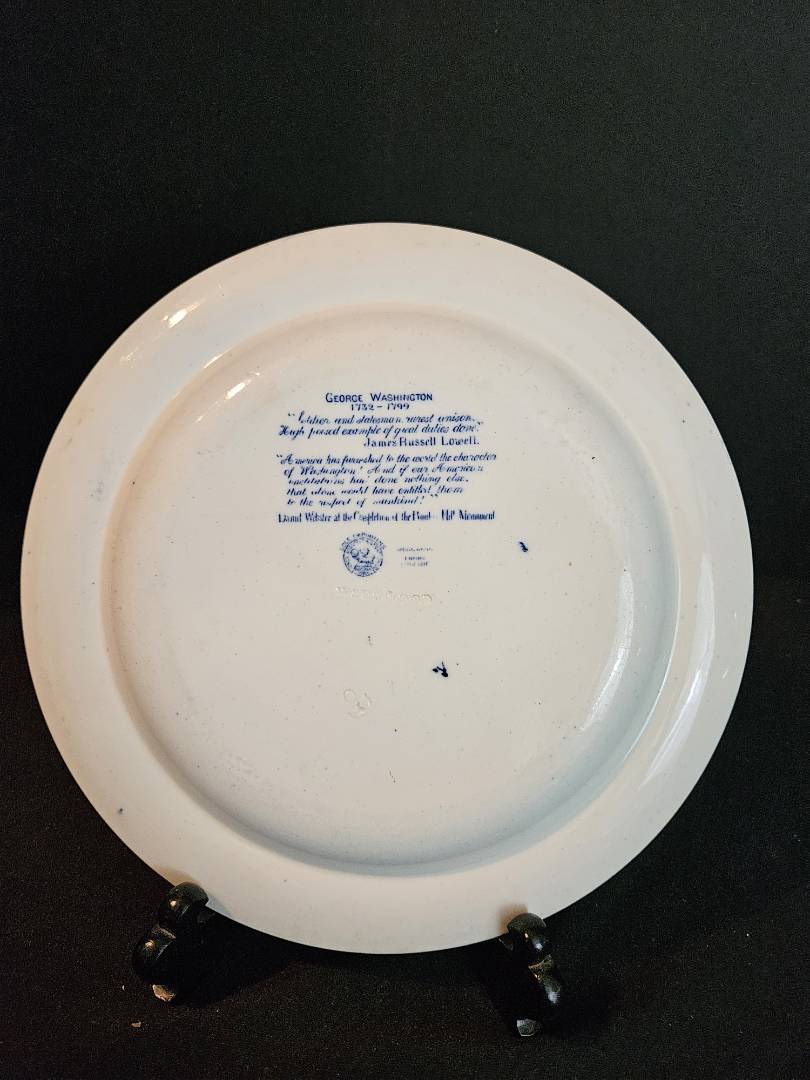 GEORGE WASHINGTON
1732-1799
"Soldier and statesman, rarest unison,
High poised example of great duties done."
James Russell Lowell.
"America has furnished to the world the character
of Washington! And if our American
institutions had done nothing else,
that alone would have entitled them
to the respect of mankind!"
Daniel Webster at the Completion of the Bunker Hill Monument
WEDGWOOD